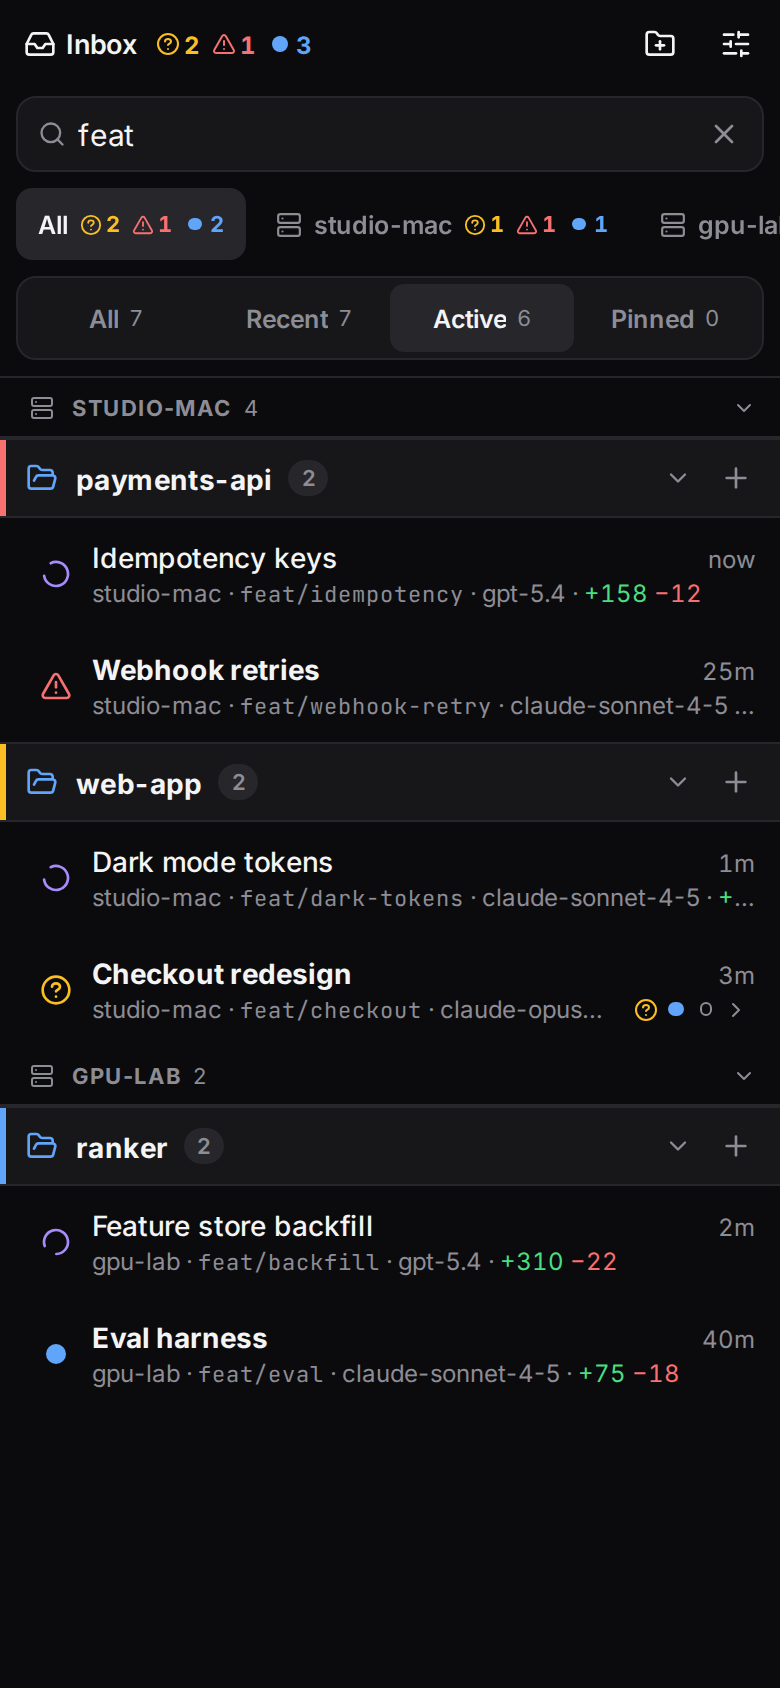 Inbox 2 1 3
feat
All 2 1 2 studio-mac 1 1 1 gpu-la
All 7 Recent 7 Active 6 Pinned 0
STUDIO-MAC 4
payments-api 2
Idempotency keys now
studio-mac · feat/idempotency · gpt-5.4 · +158 −12
Webhook retries 25m
studio-mac · feat/webhook-retry · claude-sonnet-4-5 ...
web-app 2
Dark mode tokens 1m
studio-mac · feat/dark-tokens · claude-sonnet-4-5 · +...
Checkout redesign 3m
studio-mac · feat/checkout · claude-opus...
GPU-LAB 2
ranker 2
Feature store backfill 2m
gpu-lab · feat/backfill · gpt-5.4 · +310 −22
Eval harness 40m
gpu-lab · feat/eval · claude-sonnet-4-5 · +75 −18